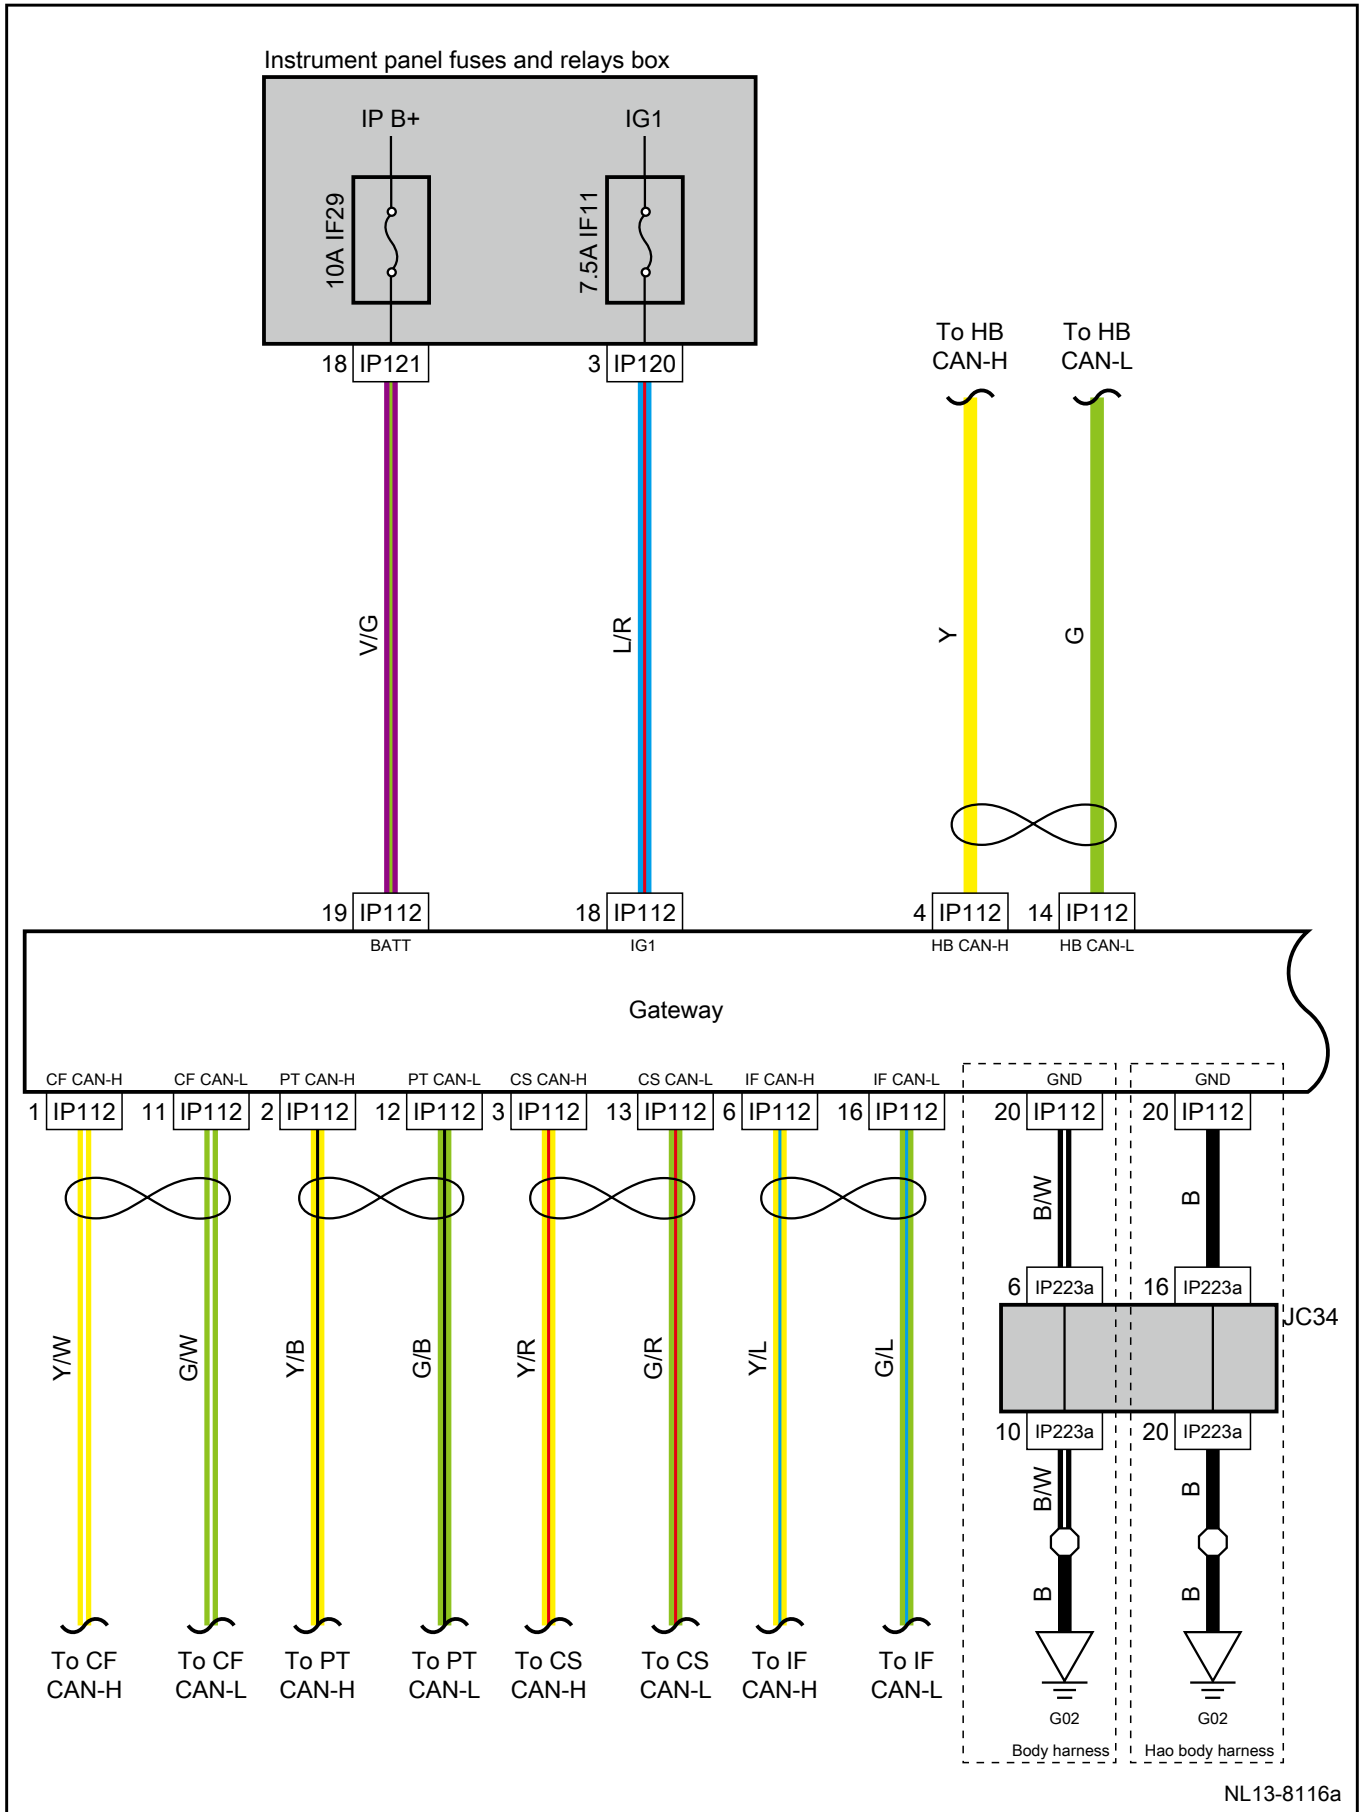 Instrument panel fuses and relays box
IP B+ IG1
10A IF29 7.5A IF11
18 IP121 3 IP120
To HB To HB
CAN-H CAN-L
V/G L/R Y G
19 IP112 18 IP112 4 IP112 14 IP112
BATT IG1 HB CAN-H HB CAN-L
Gateway
CF CAN-H CF CAN-L PT CAN-H PT CAN-L CS CAN-H CS CAN-L IF CAN-H IF CAN-L GND GND
1 IP112 11 IP112 2 IP112 12 IP112 3 IP112 13 IP112 6 IP112 16 IP112 20 IP112 20 IP112
B/W B
6 IP223a 16 IP223a
JC34
Y/W G/W Y/B G/B Y/R G/R Y/L G/L
10 IP223a 20 IP223a
B/W B
B B
To CF To CF To PT To PT To CS To CS To IF To IF
CAN-H CAN-L CAN-H CAN-L CAN-H CAN-L CAN-H CAN-L
G02 G02
Body harness Hao body harness
NL13-8116a